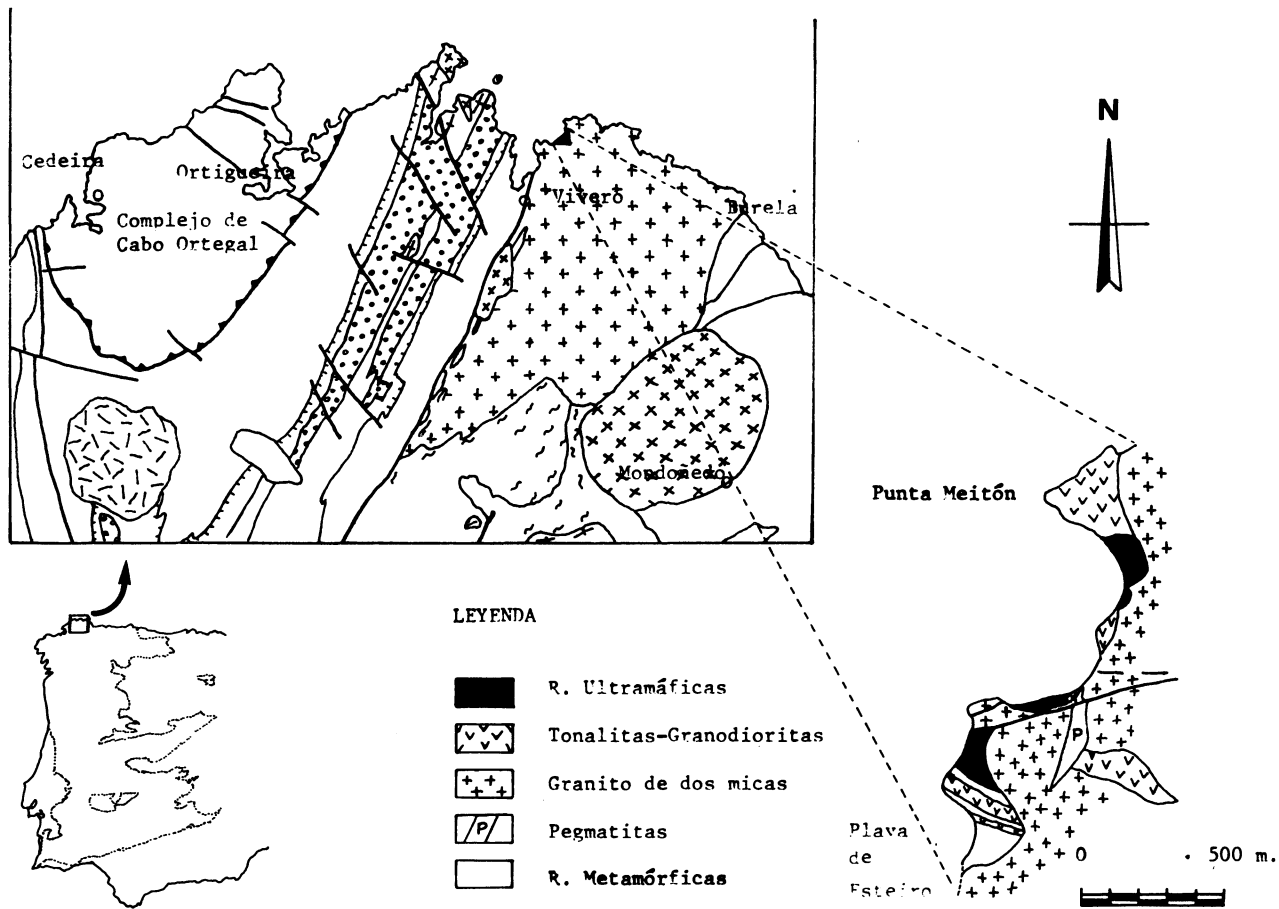 N
Cedeira
Ortigueira
Vivero
Burela
Complejo de
Cabo Ortegal
Mondoñedo
Punta Meitón
P
LEYENDA
R. Ultramáficas
Tonalitas-Granodioritas
Granito de dos micas
P
Pegmatitas
R. Metamórficas
Playa
de
Esteiro
0 500 m.